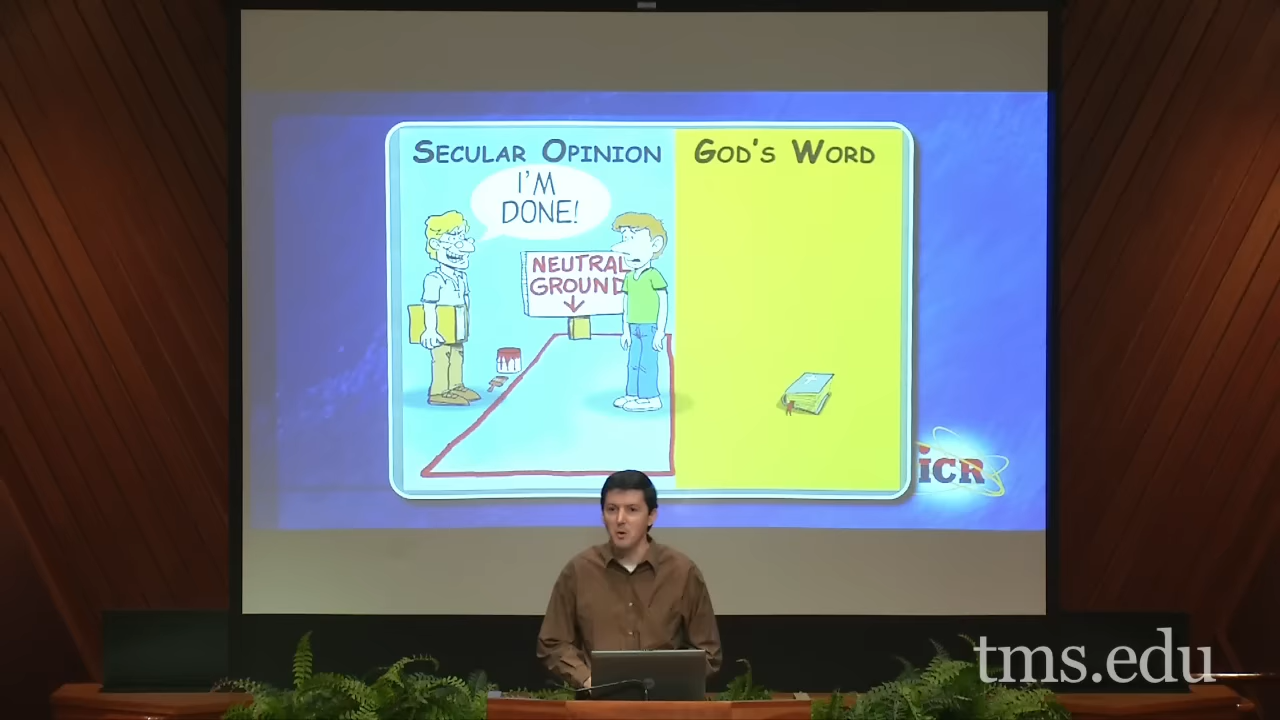 SECULAR OPINION
GOD'S WORD
I'M
DONE!
NEUTRAL
GROUND
iCR
tms.edu